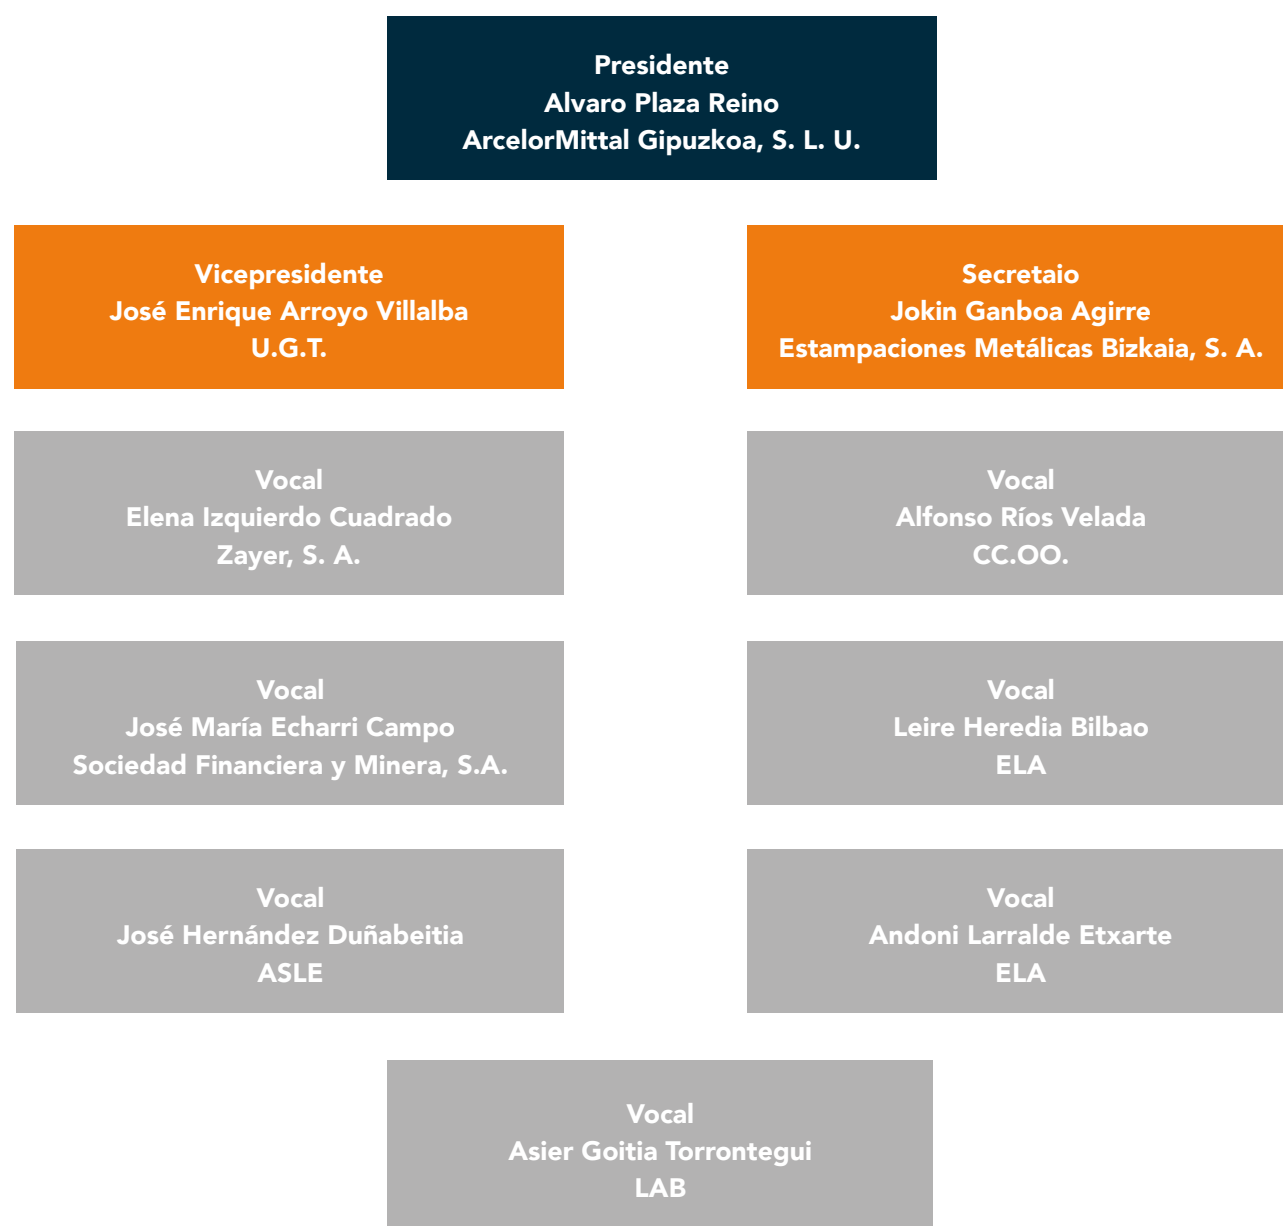 Presidente
Alvaro Plaza Reino
ArcelorMittal Gipuzkoa, S. L. U.
Vicepresidente
José Enrique Arroyo Villalba
U.G.T.
Secretaio
Jokin Ganboa Agirre
Estampaciones Metálicas Bizkaia, S. A.
Vocal
Elena Izquierdo Cuadrado
Zayer, S. A.
Vocal
Alfonso Ríos Velada
CC.OO.
Vocal
José María Echarri Campo
Sociedad Financiera y Minera, S.A.
Vocal
Leire Heredia Bilbao
ELA
Vocal
José Hernández Duñabeitia
ASLE
Vocal
Andoni Larralde Etxarte
ELA
Vocal
Asier Goitia Torrontegui
LAB